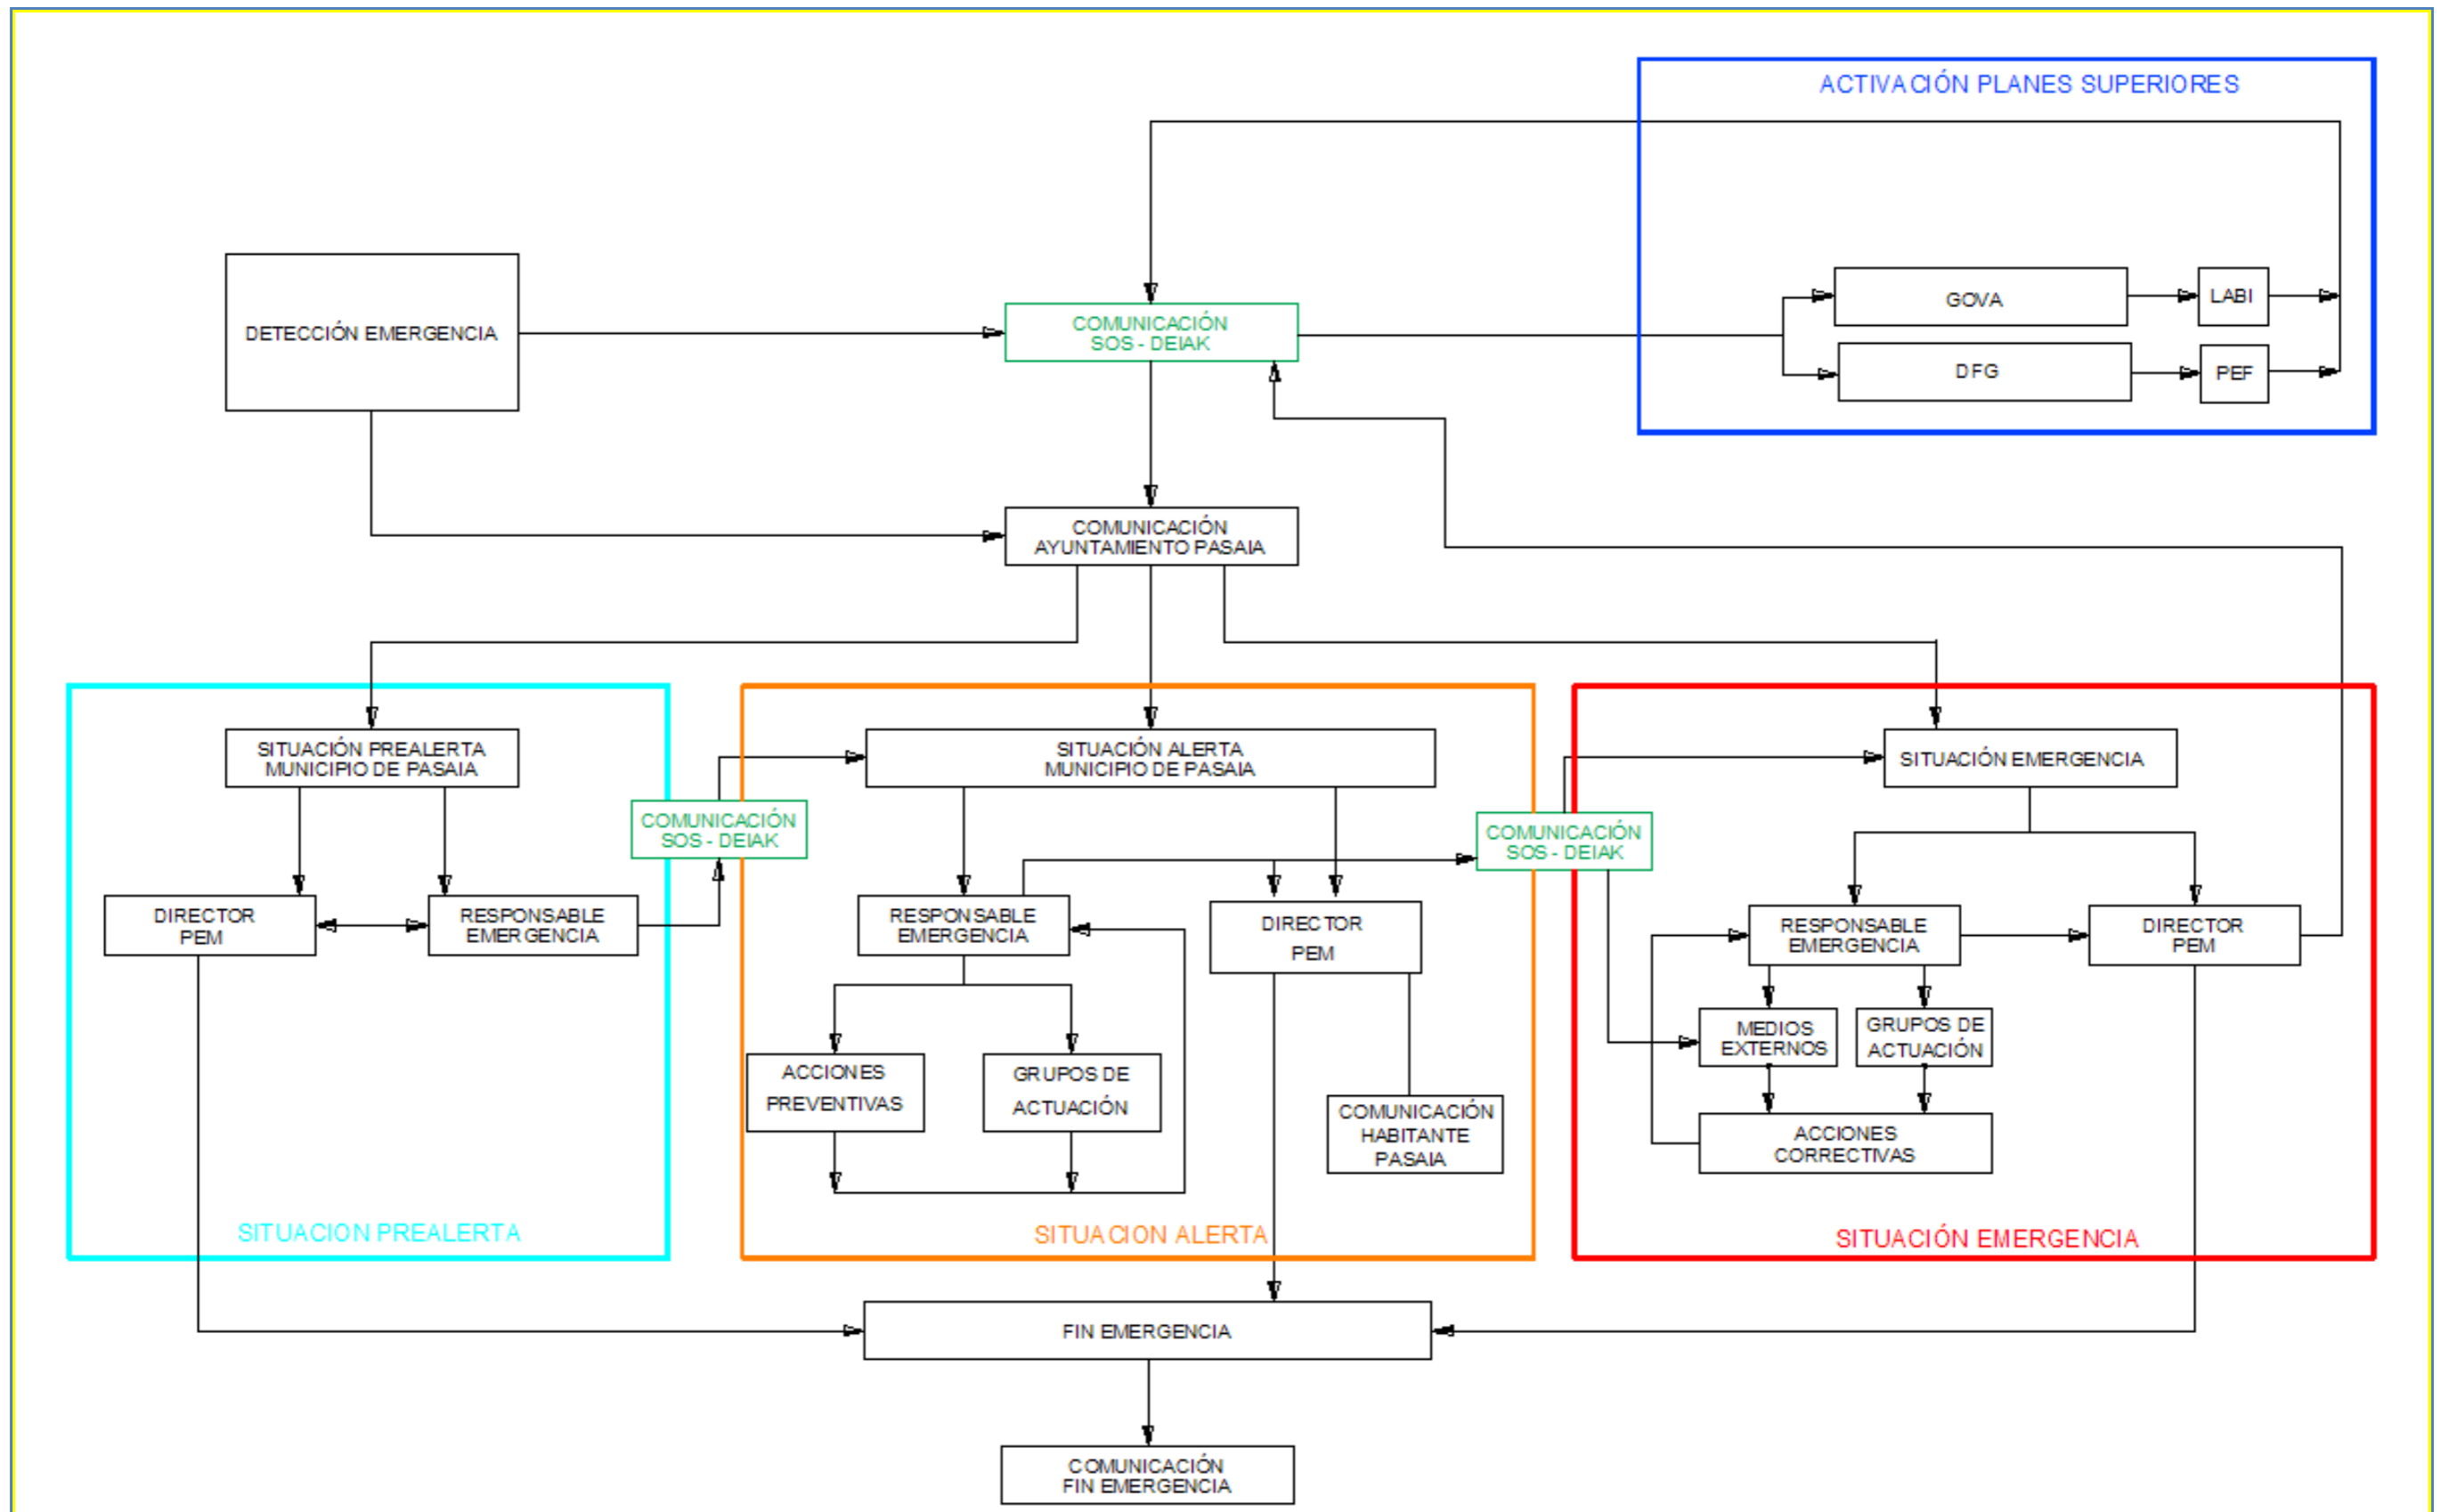 ACTIVACIÓN PLANES SUPERIORES
GOVA
LABI
DFG
PEF
DETECCIÓN EMERGENCIA
COMUNICACIÓN
SOS - DEIAK
COMUNICACIÓN
AYUNTAMIENTO PASAIA
SITUACIÓN PREALERTA
MUNICIPIO DE PASAIA
DIRECTOR
PEM
RESPONSABLE
EMERGENCIA
SITUACION PREALERTA
COMUNICACIÓN
SOS - DEIAK
SITUACIÓN ALERTA
MUNICIPIO DE PASAIA
RESPONSABLE
EMERGENCIA
DIRECTOR
PEM
ACCIONES
PREVENTIVAS
GRUPOS DE
ACTUACIÓN
COMUNICACIÓN
HABITANTE
PASAIA
SITUACION ALERTA
COMUNICACIÓN
SOS - DEIAK
SITUACIÓN EMERGENCIA
RESPONSABLE
EMERGENCIA
DIRECTOR
PEM
MEDIOS
EXTERNOS
GRUPOS DE
ACTUACIÓN
ACCIONES
CORRECTIVAS
SITUACIÓN EMERGENCIA
FIN EMERGENCIA
COMUNICACIÓN
FIN EMERGENCIA